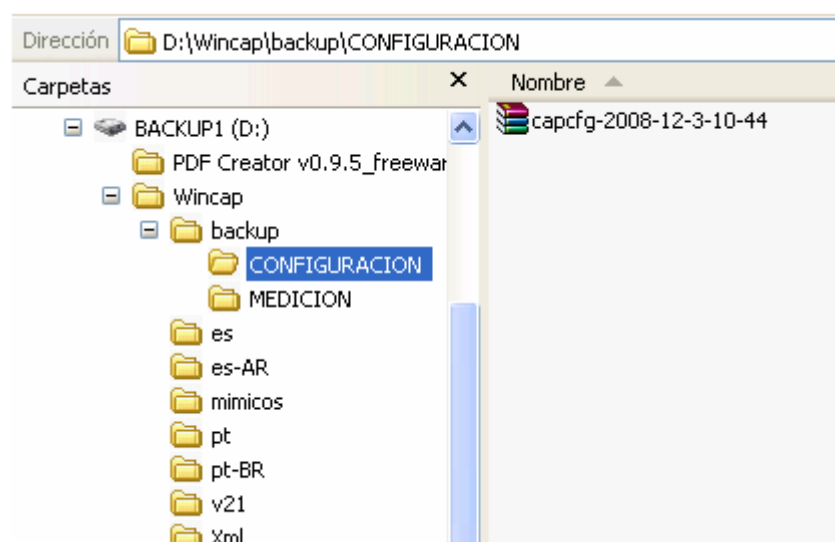 Dirección D:\Wincap\backup\CONFIGURACION
Carpetas
Nombre
BACKUP1 (D:)
PDF Creator v0.9.5_freewar
Wincap
backup
CONFIGURACION
MEDICION
es
es-AR
mimicos
pt
pt-BR
v21
Xml
capcfg-2008-12-3-10-44